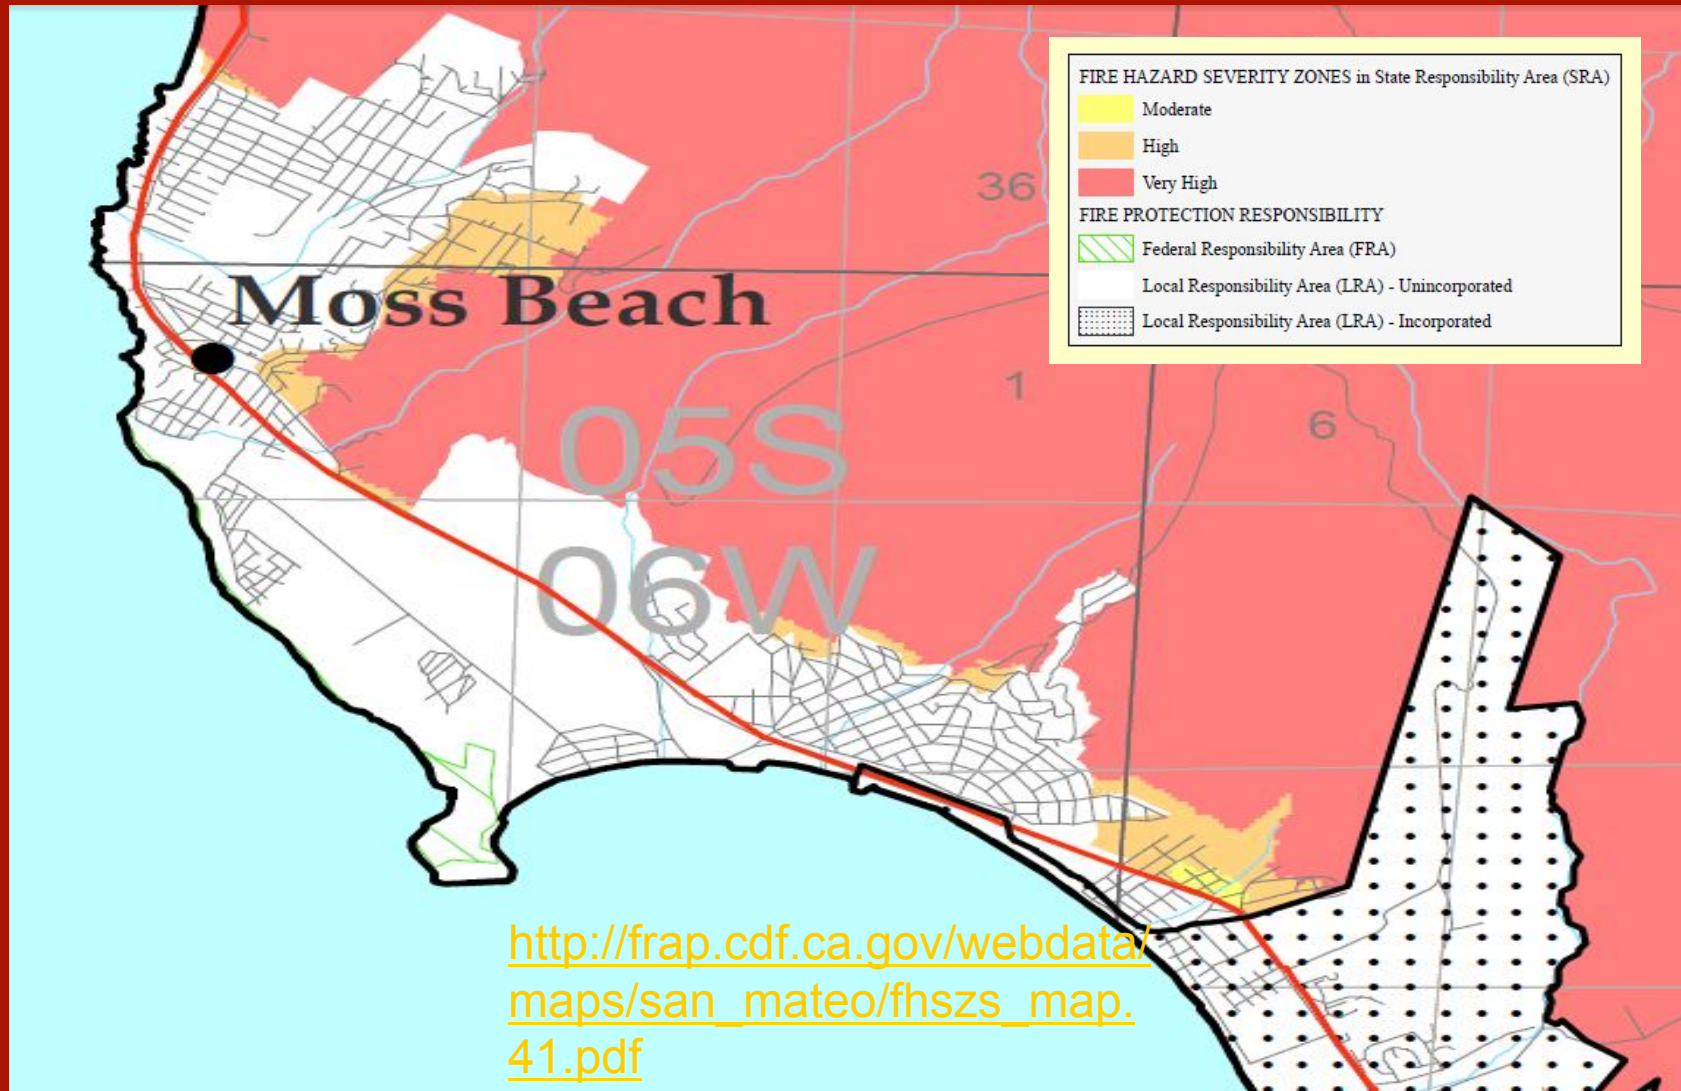 FIRE HAZARD SEVERITY ZONES in State Responsibility Area (SRA)
Moderate
High
Very High
FIRE PROTECTION RESPONSIBILITY
Federal Responsibility Area (FRA)
Local Responsibility Area (LRA) - Unincorporated
Local Responsibility Area (LRA) - Incorporated
36
Moss Beach
1
6
05S
06W
http://frap.cdf.ca.gov/webdata/
maps/san_mateo/fhszs_map.
41.pdf